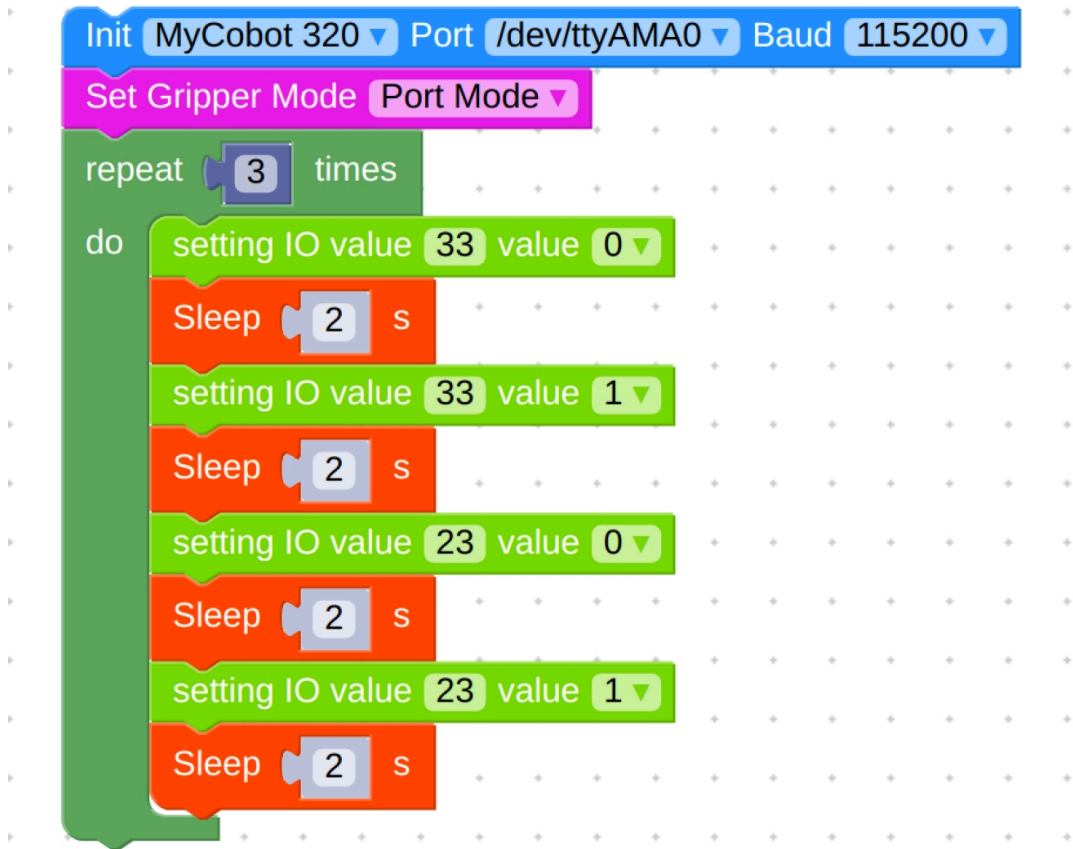 Init MyCobot 320 ▼ Port /dev/ttyAMA0 ▼ Baud 115200 ▼
Set Gripper Mode Port Mode ▼
repeat 3 times
do setting IO value 33 value 0 ▼
Sleep 2 s
setting IO value 33 value 1 ▼
Sleep 2 s
setting IO value 23 value 0 ▼
Sleep 2 s
setting IO value 23 value 1 ▼
Sleep 2 s